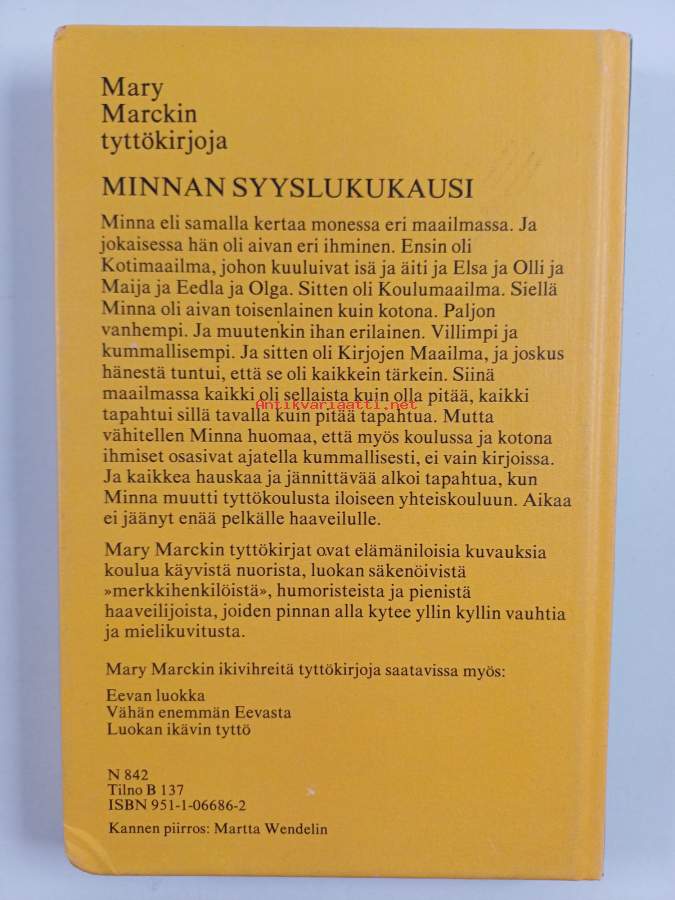 Mary
Marckin
tyttökirjoja
MINNAN SYYSLUKUKAUSI
Minna eli samalla kertaa monessa eri maailmassa. Ja
jokaisessa hän oli aivan eri ihminen. Ensin oli
Kotimaailma, johon kuuluivat isä ja äiti ja Elsa ja Olli ja
Maija ja Eedla ja Olga. Sitten oli Koulumaailma. Siellä
Minna oli aivan toisenlainen kuin kotona. Paljon
vanhempi. Ja muutenkin ihan erilainen. Villimpi ja
kummallisempi. Ja sitten oli Kirjojen Maailma, ja joskus
hänestä tuntui, että se oli kaikkein tärkein. Siinä
maailmassa kaikki oli sellaista kuin olla pitää, kaikki
Antikvariaatti.net
tapahtui sillä tavalla kuin pitää tapahtua. Mutta
vähitellen Minna huomaa, että myös koulussa ja kotona
ihmiset osasivat ajatella kummallisesti, ei vain kirjoissa.
Ja kaikkea hauskaa ja jännittävää alkoi tapahtua, kun
Minna muutti tyttökoulusta iloiseen yhteiskouluun. Aikaa
ei jäänyt enää pelkälle haaveilulle.
Mary Marckin tyttökirjat ovat elämäniloisia kuvauksia
koulua käyvistä nuorista, luokan säkenöivistä
»merkkihenkilöistä», humoristeista ja pienistä
haaveilijoista, joiden pinnan alla kytee yllin kyllin vauhtia
ja mielikuvitusta.
Mary Marckin ikivihreitä tyttökirjoja saatavissa myös:
Eevan luokka
Vähän enemmän Eevasta
Luokan ikävin tyttö
N 842
Tilno B 137
ISBN 951-1-06686-2
Kannen piirros: Martta Wendelin